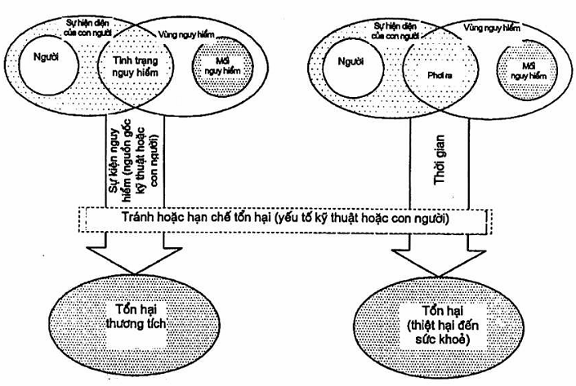 Sự hiện diện
của con người
Vùng nguy hiểm
Người
Tình trạng
nguy hiểm
Mối
nguy hiểm
Sự hiện diện
của con người
Vùng nguy hiểm
Người
Phơi ra
Mối
nguy hiểm
Sự kiện nguy
hiểm (nguồn gốc
kỹ thuật hoặc
con người)
Thời gian
Tránh hoặc hạn chế tổn hại (yếu tố kỹ thuật hoặc con người)
Tổn hại
thương tích
Tổn hại
(thiệt hại đến
sức khoẻ)